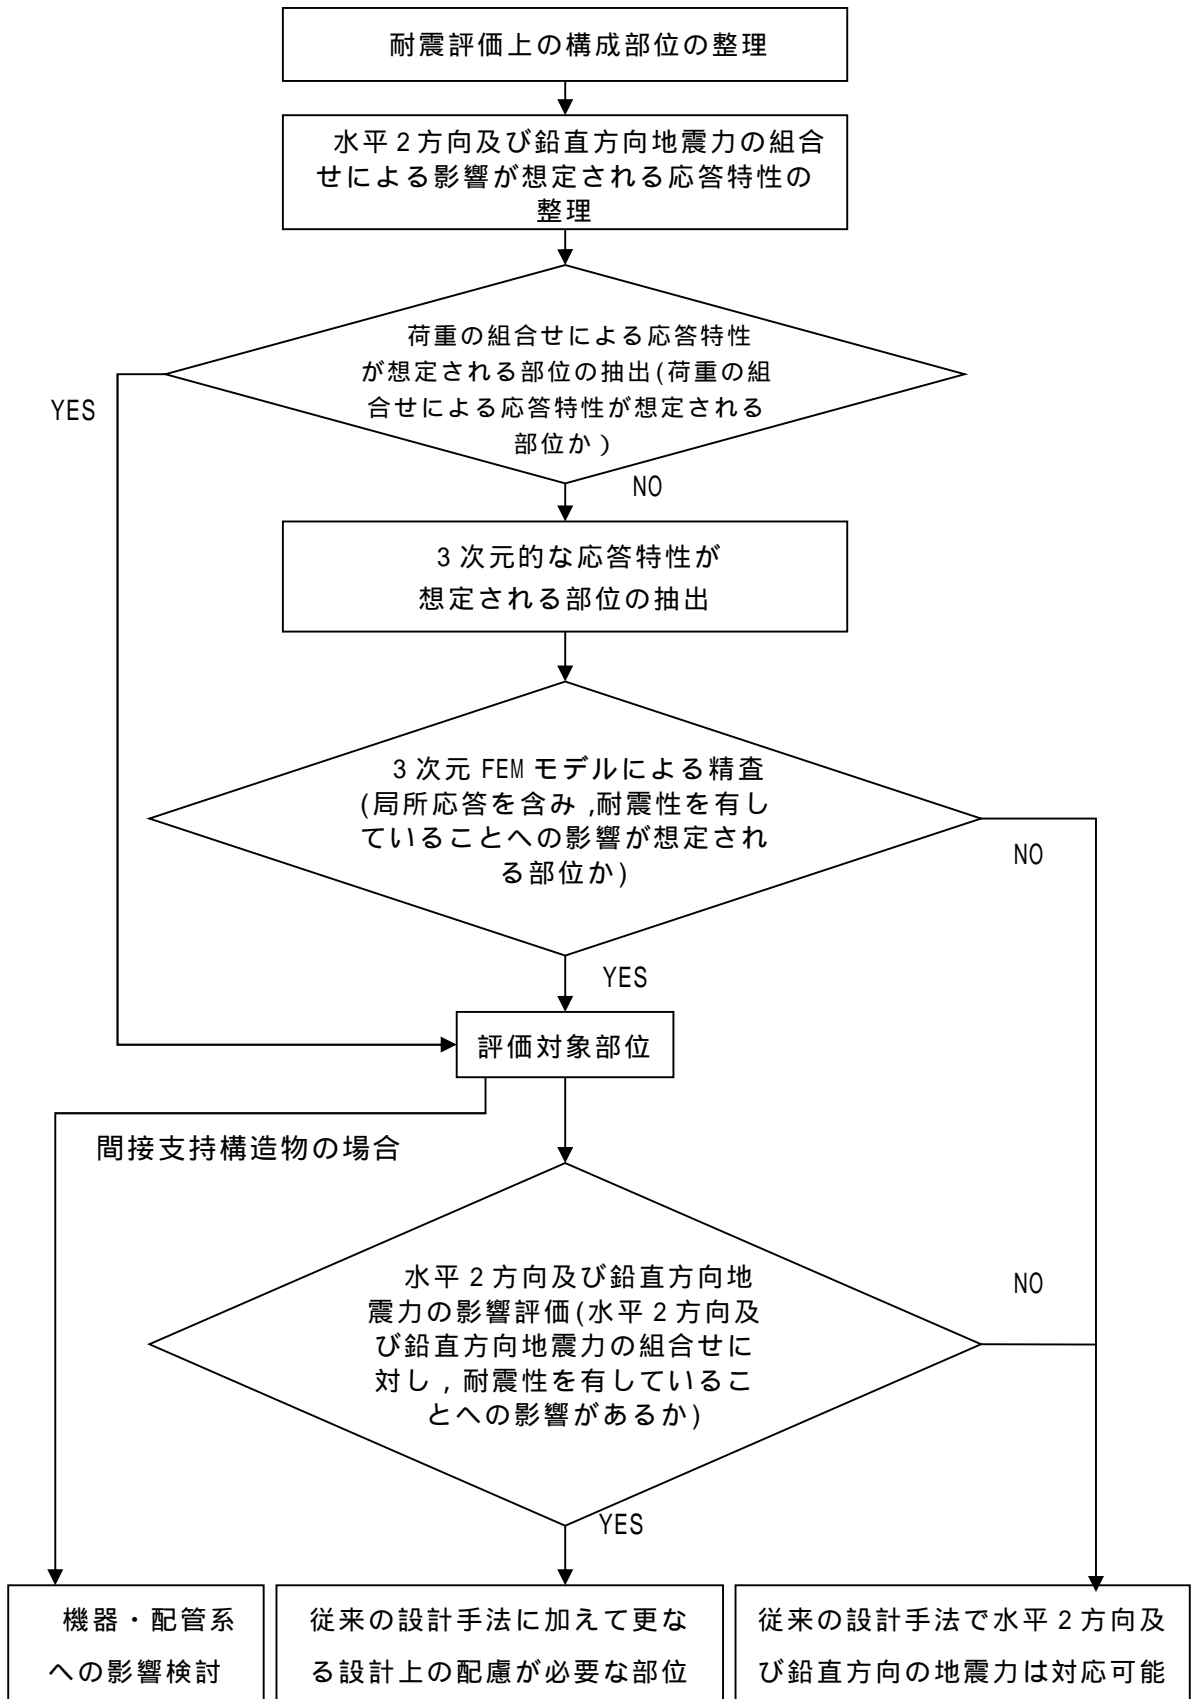 耐震評価上の構成部位の整理
水平2方向及び鉛直方向地震力の組合
せによる影響が想定される応答特性の
整理
荷重の組合せによる応答特性
が想定される部位の抽出(荷重の組
合せによる応答特性が想定される
部位か)
YES
NO
3次元的な応答特性が
想定される部位の抽出
3次元 FEM モデルによる精査
(局所応答を含み,耐震性を有し
ていることへの影響が想定され
る部位か)
NO
YES
評価対象部位
間接支持構造物の場合
水平2方向及び鉛直方向地
震力の影響評価(水平2方向及
び鉛直方向地震力の組合せに
対し,耐震性を有しているこ
とへの影響があるか)
NO
YES
機器・配管系
への影響検討
従来の設計手法に加えて更な
る設計上の配慮が必要な部位
従来の設計手法で水平2方向及
び鉛直方向の地震力は対応可能